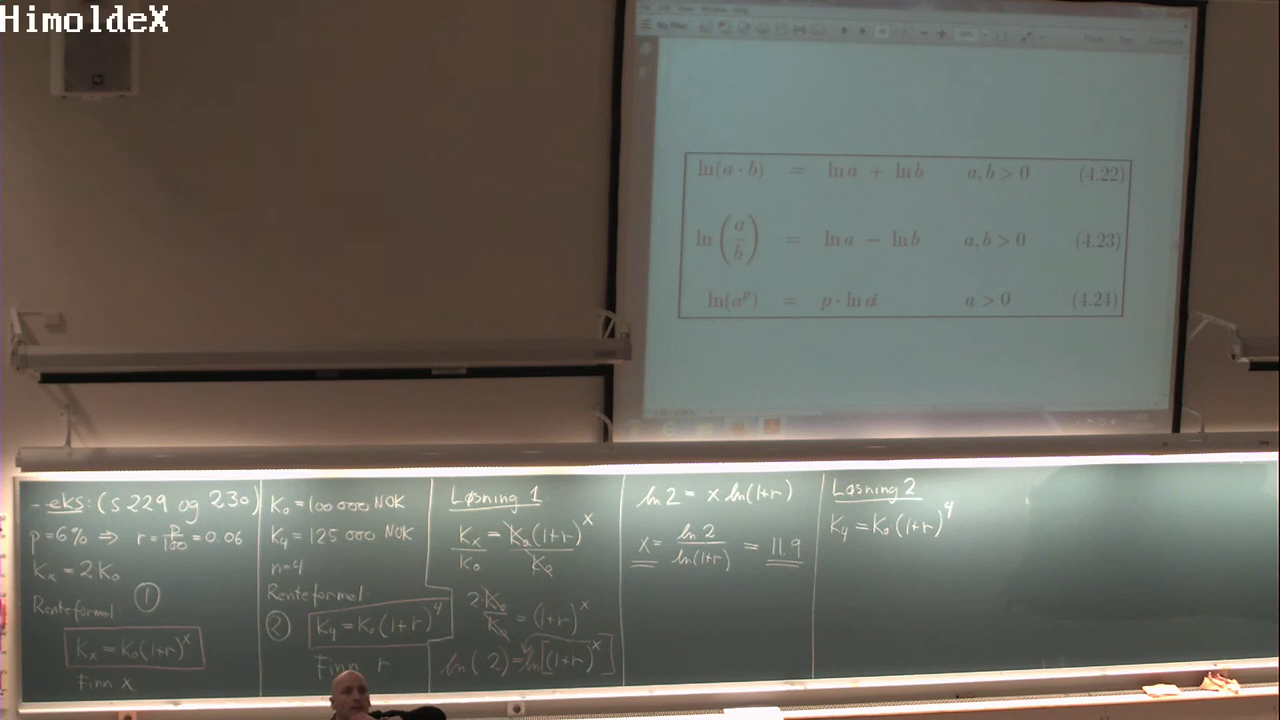 HimoldeX
My Files
ln(a · b) = ln a + ln b a, b > 0 (4.22)
ln(a/b) = ln a − ln b a, b > 0 (4.23)
ln(a^p) = p · ln a a > 0 (4.24)
- eks: (s 229 og 230)
p=6% ⇒ r = p/100 = 0.06
Kx = 2K₀
Renteformel: ①
Kx = K₀(1+r)^x
Finn x
K₀ = 100 000 NOK
K₄ = 125 000 NOK
n=4
Renteformel
② K₄ = K₀(1+r)^4
Finn r
Løsning 1
Kx/K₀ = K₀(1+r)^x/K₀
2K₀/K₀ = (1+r)^x
ln(2) = ln[(1+r)^x]
ln 2 = x ln(1+r)
x = ln 2/ln(1+r) = 11.9
Løsning 2
K₄ = K₀(1+r)^4